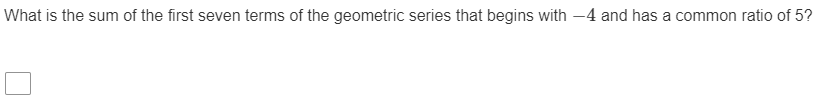 What is the sum of the first seven terms of the geometric series that begins with −4 and has a common ratio of 5?